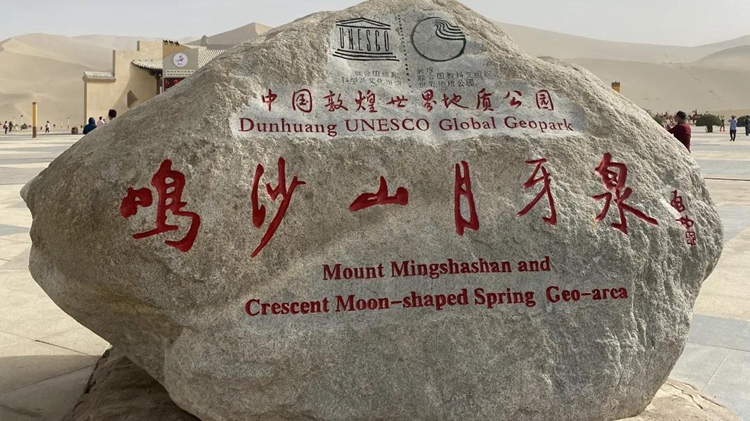 UNESCO
中国敦煌世界地质公园
Dunhuang UNESCO Global Geopark
鸣沙山月牙泉
Mount Mingshashan and
Crescent Moon-shaped Spring Geo-arca